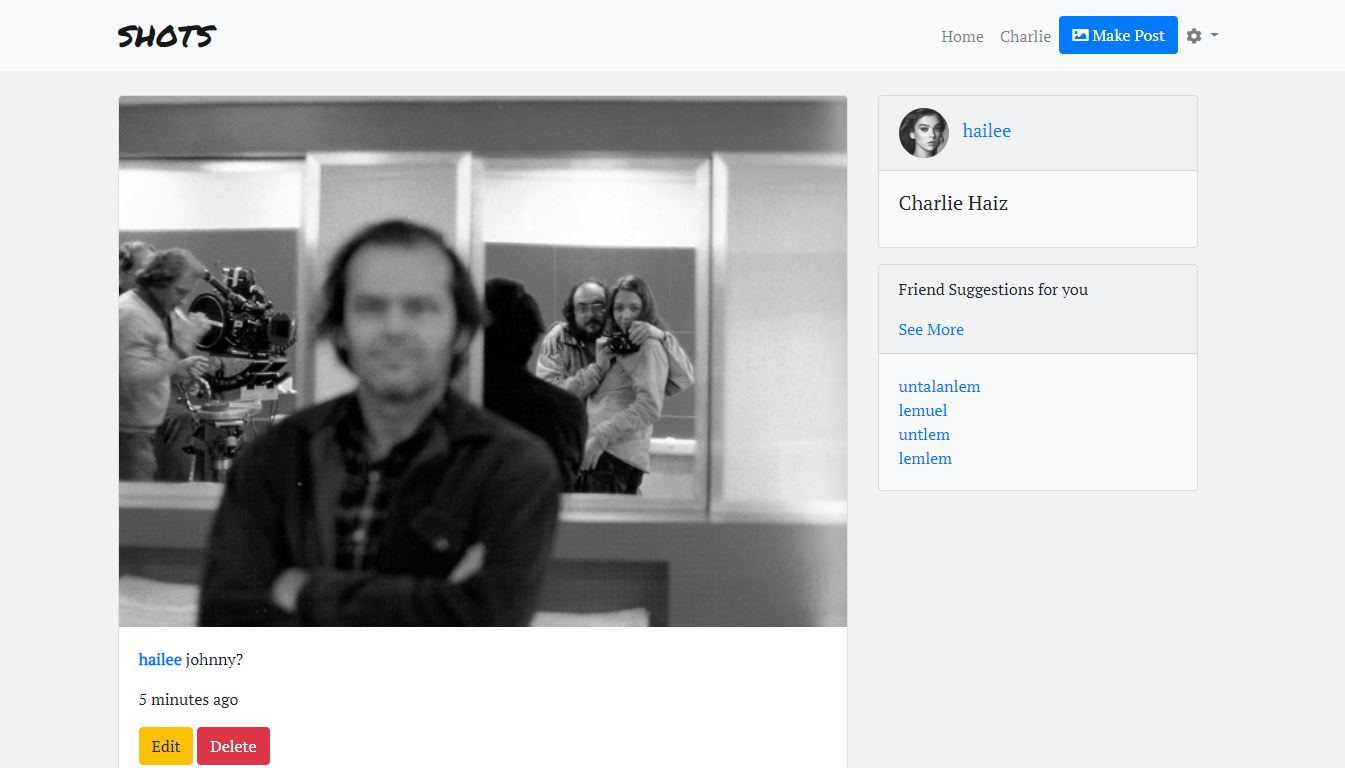 SHOTS
Home Charlie Make Post
hailee johnny?
5 minutes ago
Edit Delete
hailee
Charlie Haiz
Friend Suggestions for you
See More
untalanlem
lemuel
untlem
lemlem